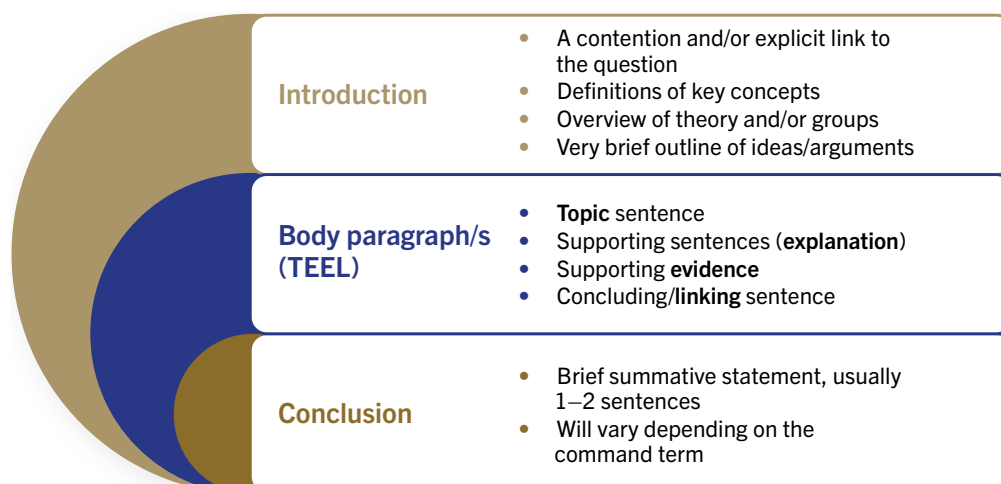 Introduction
• A contention and/or explicit link to
the question
• Definitions of key concepts
• Overview of theory and/or groups
• Very brief outline of ideas/arguments
Body paragraph/s
(TEEL)
• Topic sentence
• Supporting sentences (explanation)
• Supporting evidence
• Concluding/linking sentence
Conclusion
• Brief summative statement, usually
1–2 sentences
• Will vary depending on the
command term